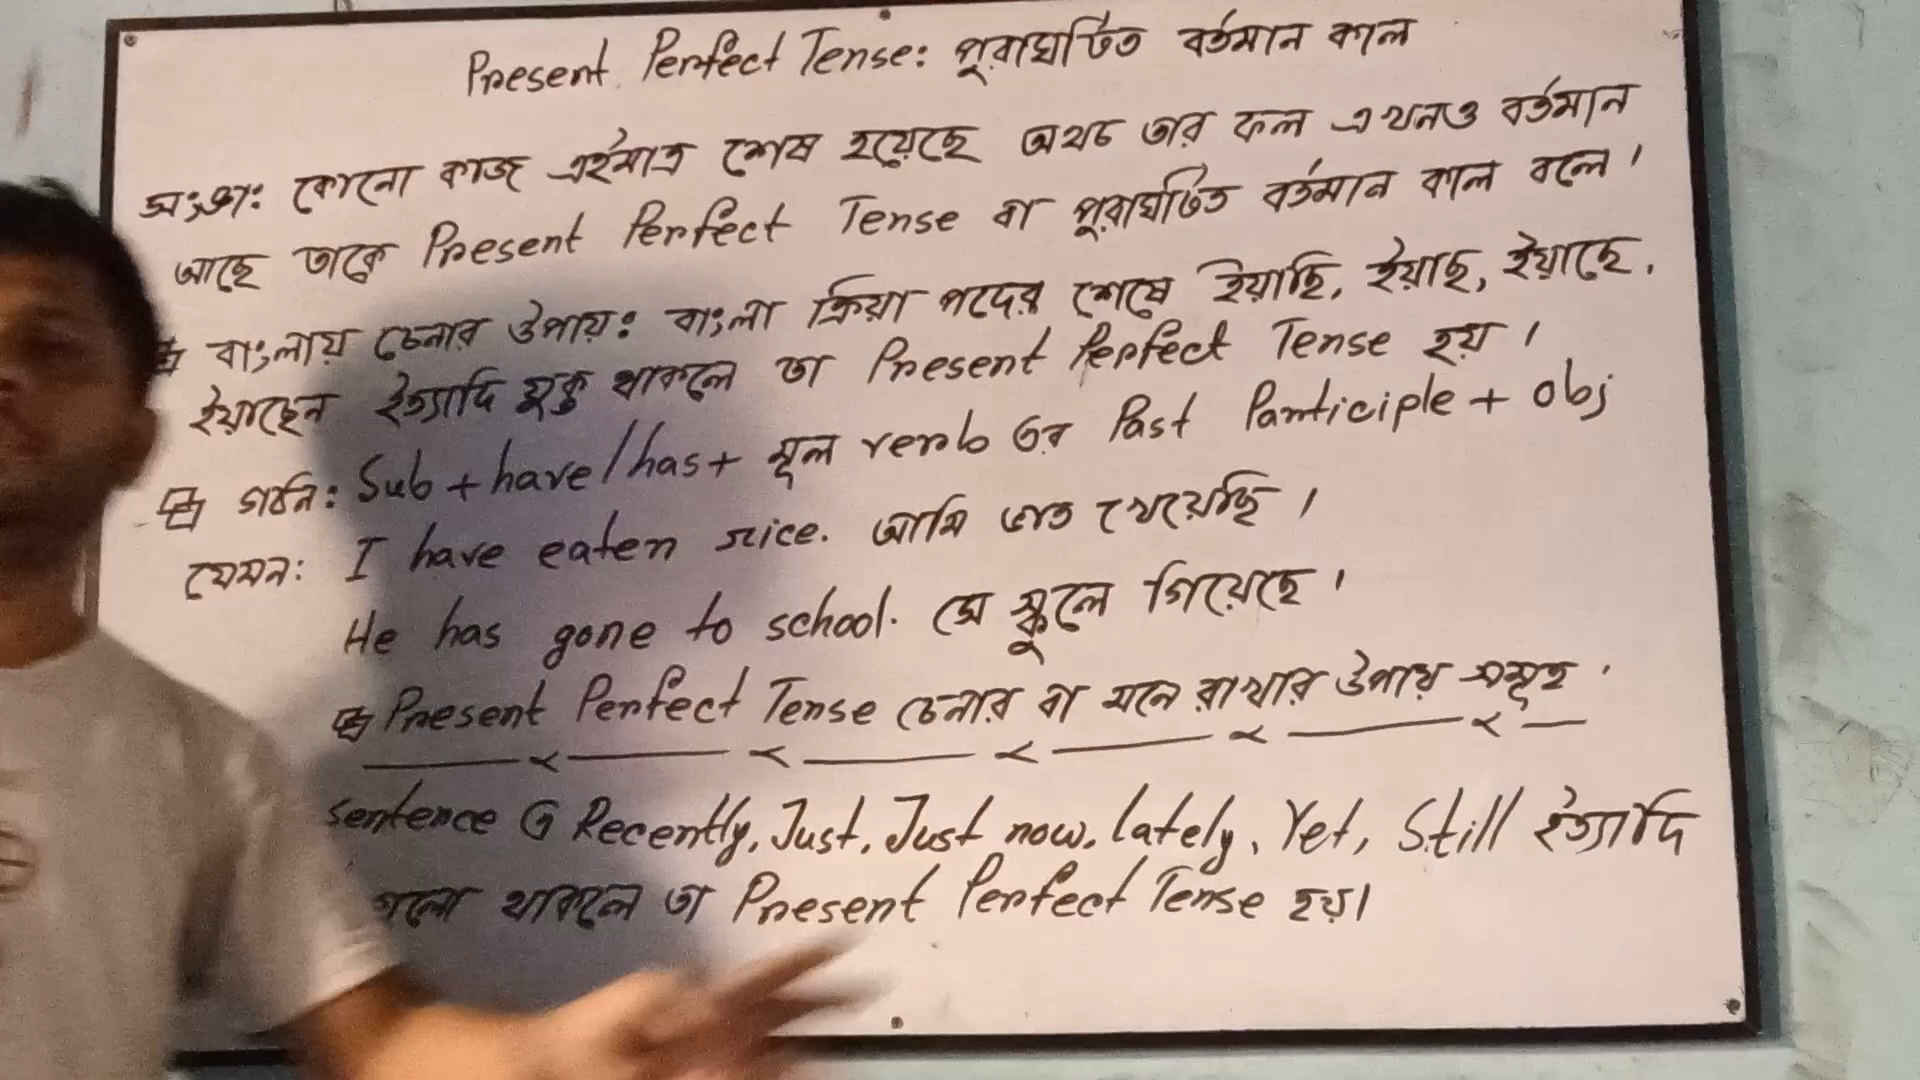 Present Perfect Tense: পুরাঘটিত বর্তমান কাল
সংজ্ঞা: কোনো কাজ এইমাত্র শেষ হয়েছে অথচ তার ফল এখনও বর্তমান
আছে তাকে Present Perfect Tense বা পুরাঘটিত বর্তমান কাল বলে।
বাংলায় চেনার উপায়: বাংলা ক্রিয়া পদের শেষে ইয়াছি, ইয়াছ, ইয়াছে,
ইয়াছেন ইত্যাদি যুক্ত থাকলে তা Present Perfect Tense হয়।
গঠন: Sub + have/has + মূল verb এর Past Participle + obj
যেমন: I have eaten rice. আমি ভাত খেয়েছি।
He has gone to school. সে স্কুলে গিয়েছে।
Present Perfect Tense চেনার বা মনে রাখার উপায় সমূহ।
sentence এ Recently, Just, Just now, lately, Yet, Still ইত্যাদি
গুলো থাকলে তা Present Perfect Tense হয়।